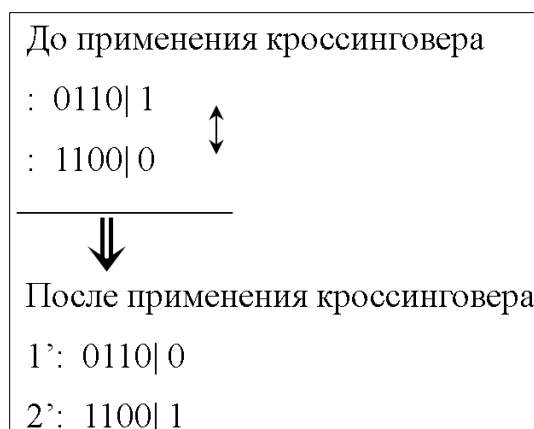 До применения кроссинговера
: 0110| 1
: 1100| 0
После применения кроссинговера
1’: 0110| 0
2’: 1100| 1